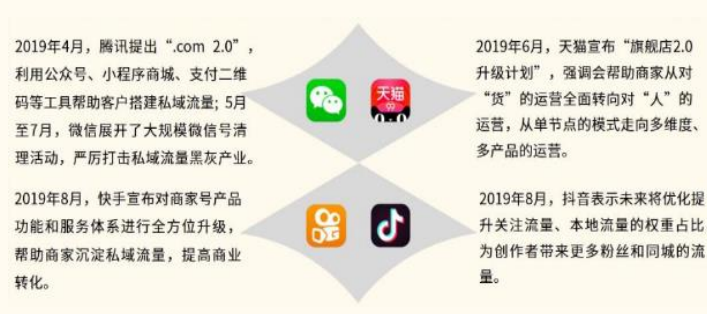 2019年4月，腾讯提出“.com 2.0”，
利用公众号、小程序商城、支付二维
码等工具帮助客户搭建私域流量; 5月
至7月，微信展开了大规模微信号清
理活动，严厉打击私域流量黑灰产业。
2019年6月，天猫宣布“旗舰店2.0
升级计划”，强调会帮助商家从对
“货”的运营全面转向对“人”的
运营，从单节点的模式走向多维度、
多产品的运营。
天猫
2019年8月，快手宣布对商家号产品
功能和服务体系进行全方位升级，
帮助商家沉淀私域流量，提高商业
转化。
2019年8月，抖音表示未来将优化提
升关注流量、本地流量的权重占比
为创作者带来更多粉丝和同城的流
量。